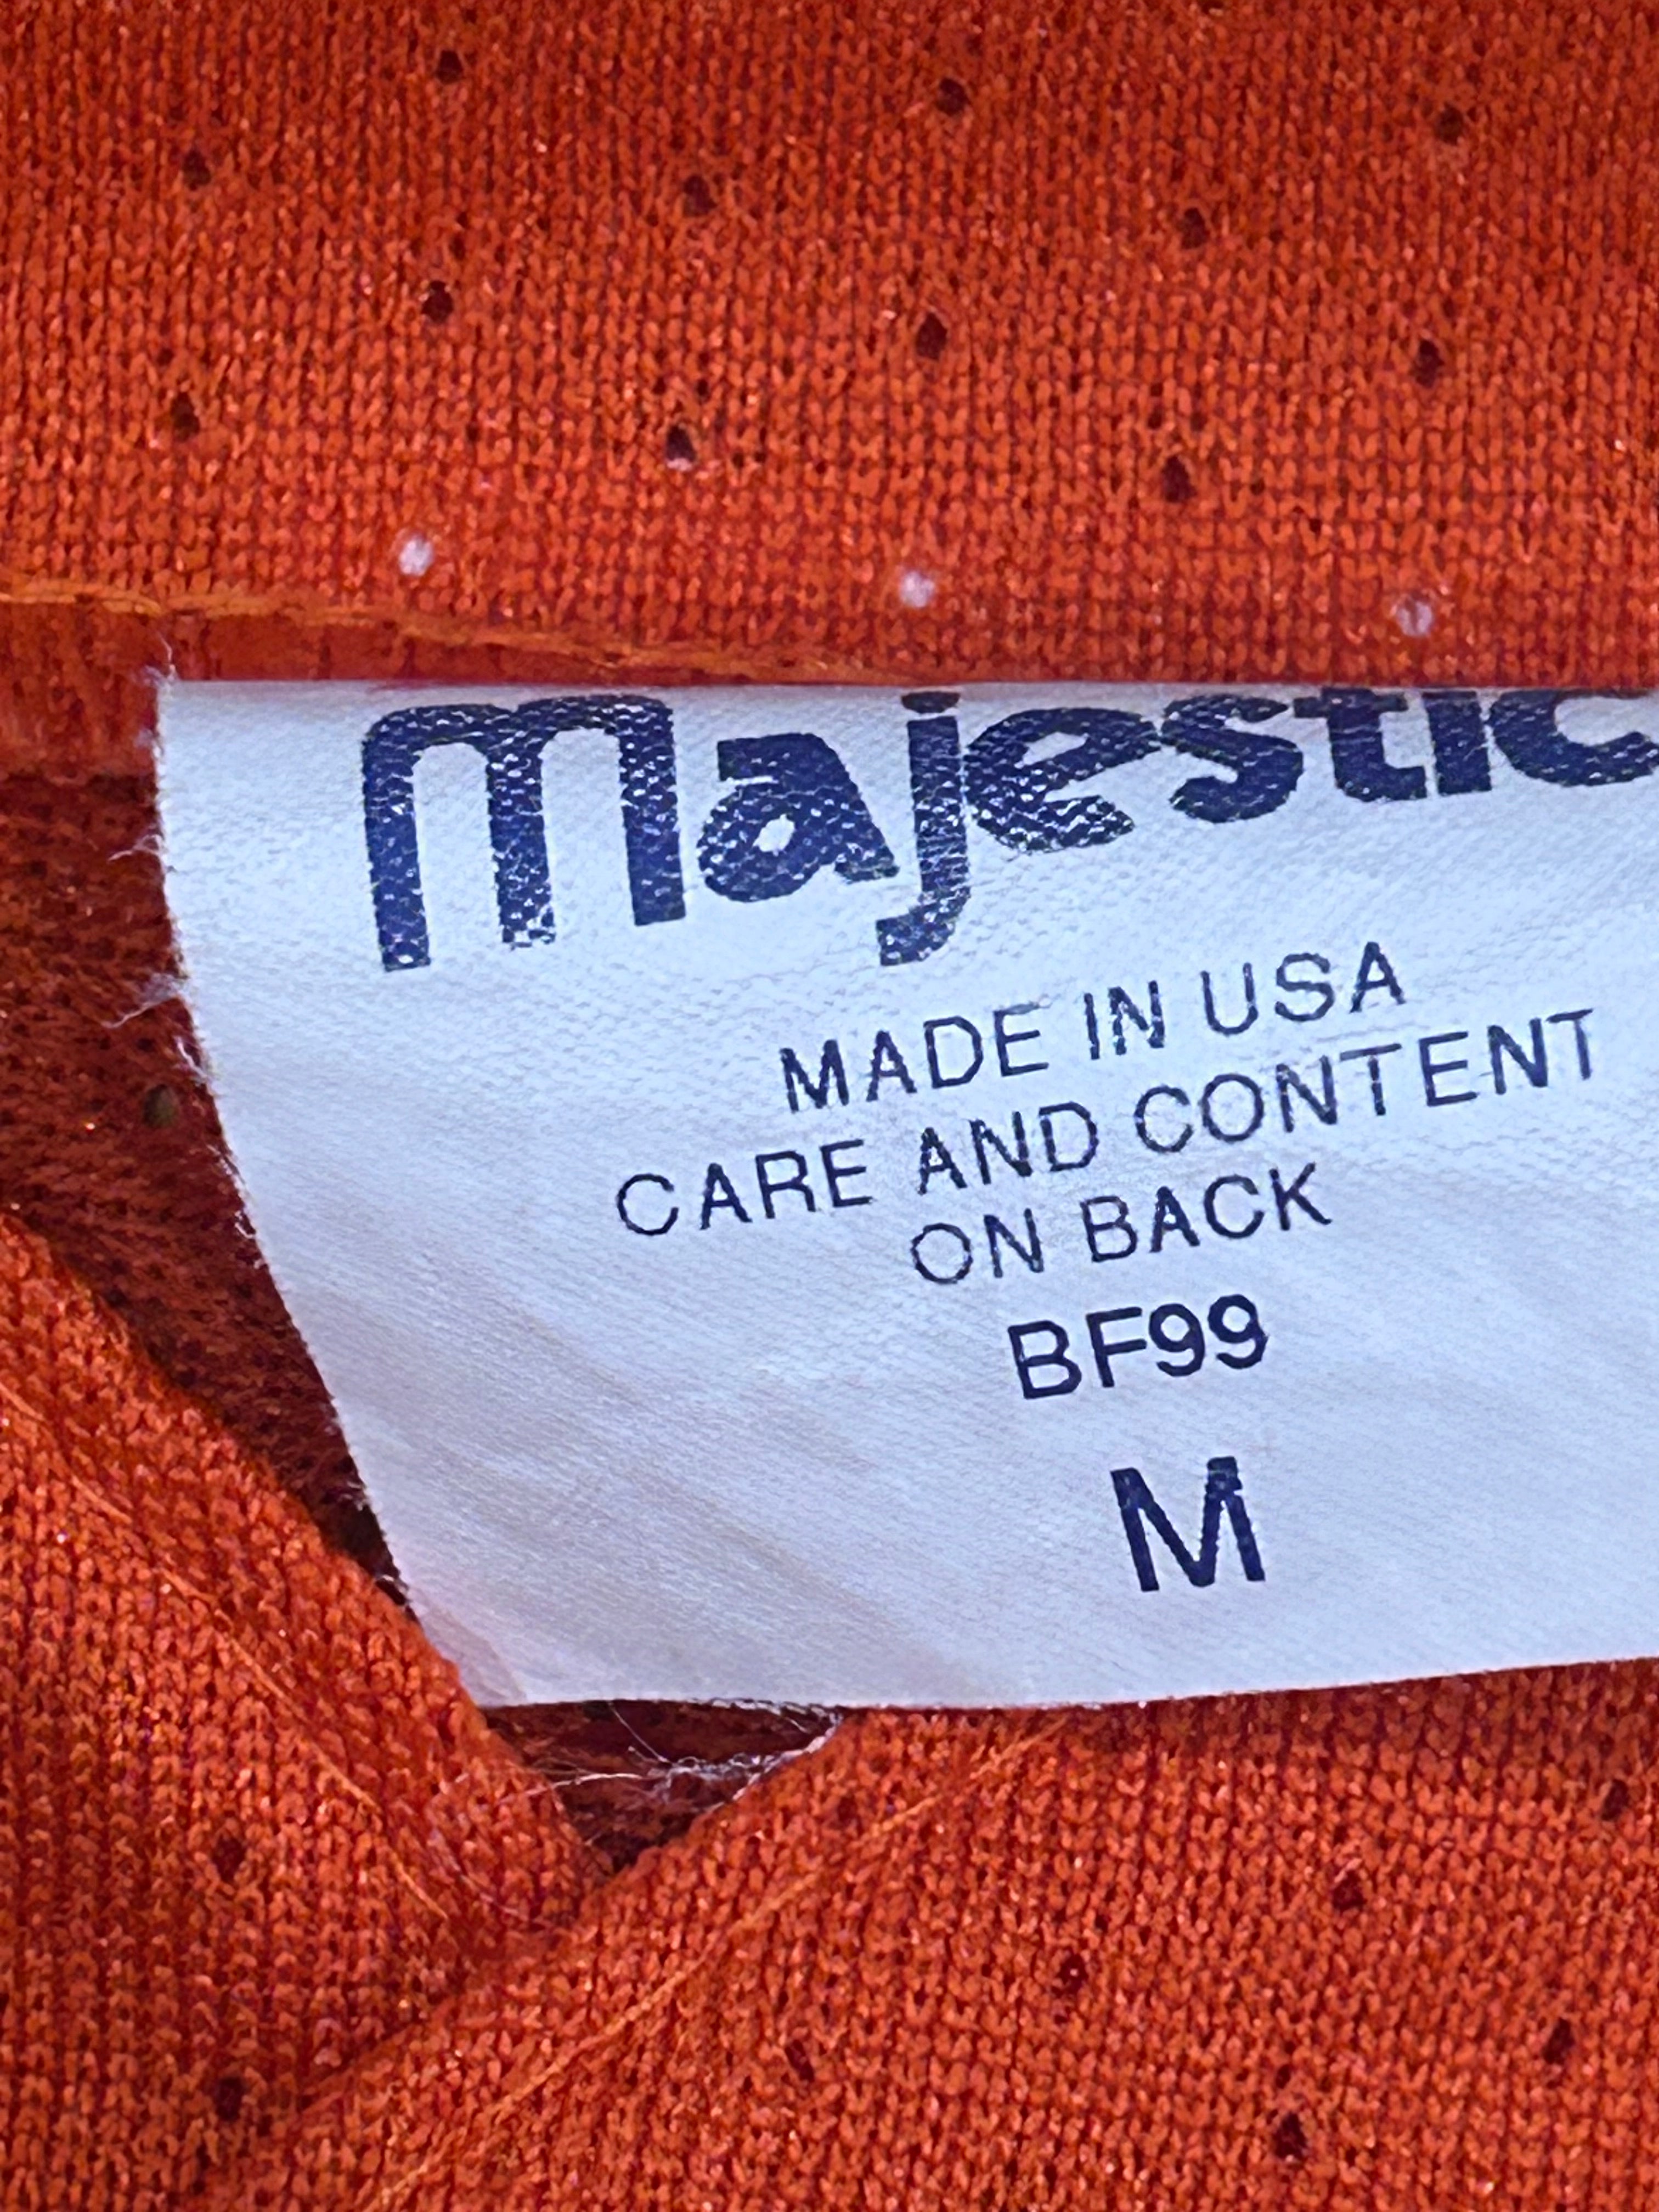 majestic
MADE IN USA
CARE AND CONTENT
ON BACK
BF99
M